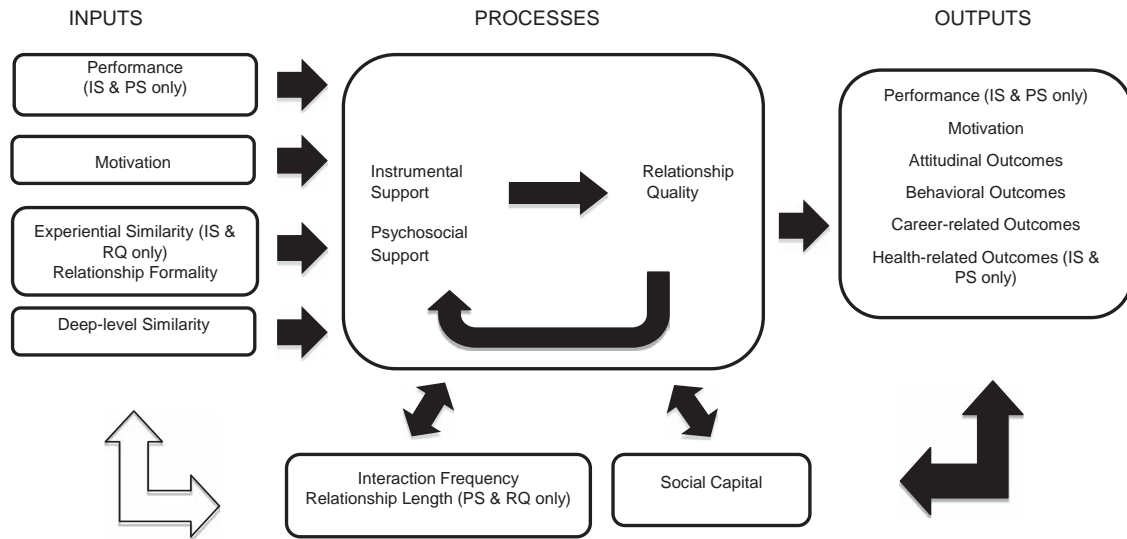 INPUTS
PROCESSES
OUTPUTS
Performance
(IS & PS only)
Motivation
Experiential Similarity (IS &
RQ only)
Relationship Formality
Deep-level Similarity
Instrumental
Support
Psychosocial
Support
Relationship
Quality
Performance (IS & PS only)
Motivation
Attitudinal Outcomes
Behavioral Outcomes
Career-related Outcomes
Health-related Outcomes (IS &
PS only)
Interaction Frequency
Relationship Length (PS & RQ only)
Social Capital